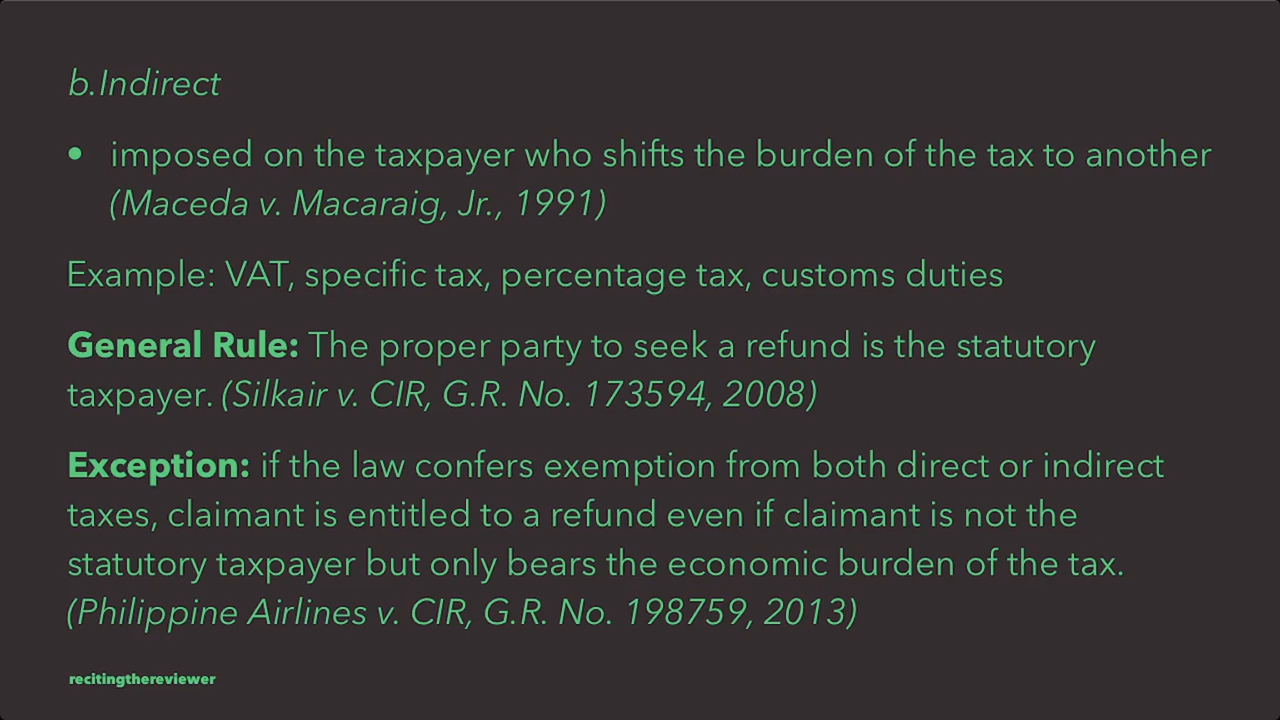 b.Indirect
• imposed on the taxpayer who shifts the burden of the tax to another
(Maceda v. Macaraig, Jr., 1991)
Example: VAT, specific tax, percentage tax, customs duties
General Rule: The proper party to seek a refund is the statutory
taxpayer. (Silkair v. CIR, G.R. No. 173594, 2008)
Exception: if the law confers exemption from both direct or indirect
taxes, claimant is entitled to a refund even if claimant is not the
statutory taxpayer but only bears the economic burden of the tax.
(Philippine Airlines v. CIR, G.R. No. 198759, 2013)
recitingthereviewer